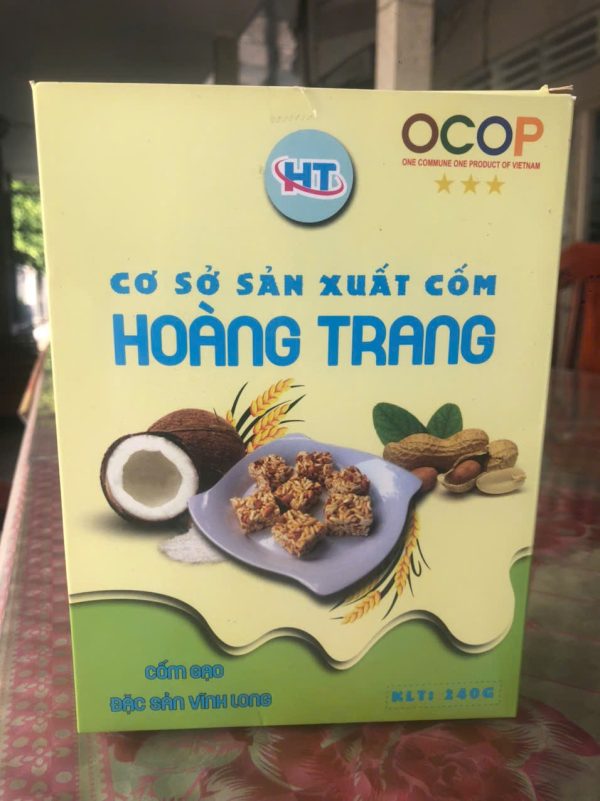 HT
OCOP
ONE COMMUNE ONE PRODUCT OF VIETNAM
CƠ SỞ SẢN XUẤT CỐM
HOÀNG TRANG
CỐM GẠO
ĐẶC SẢN VĨNH LONG
KLT: 240G